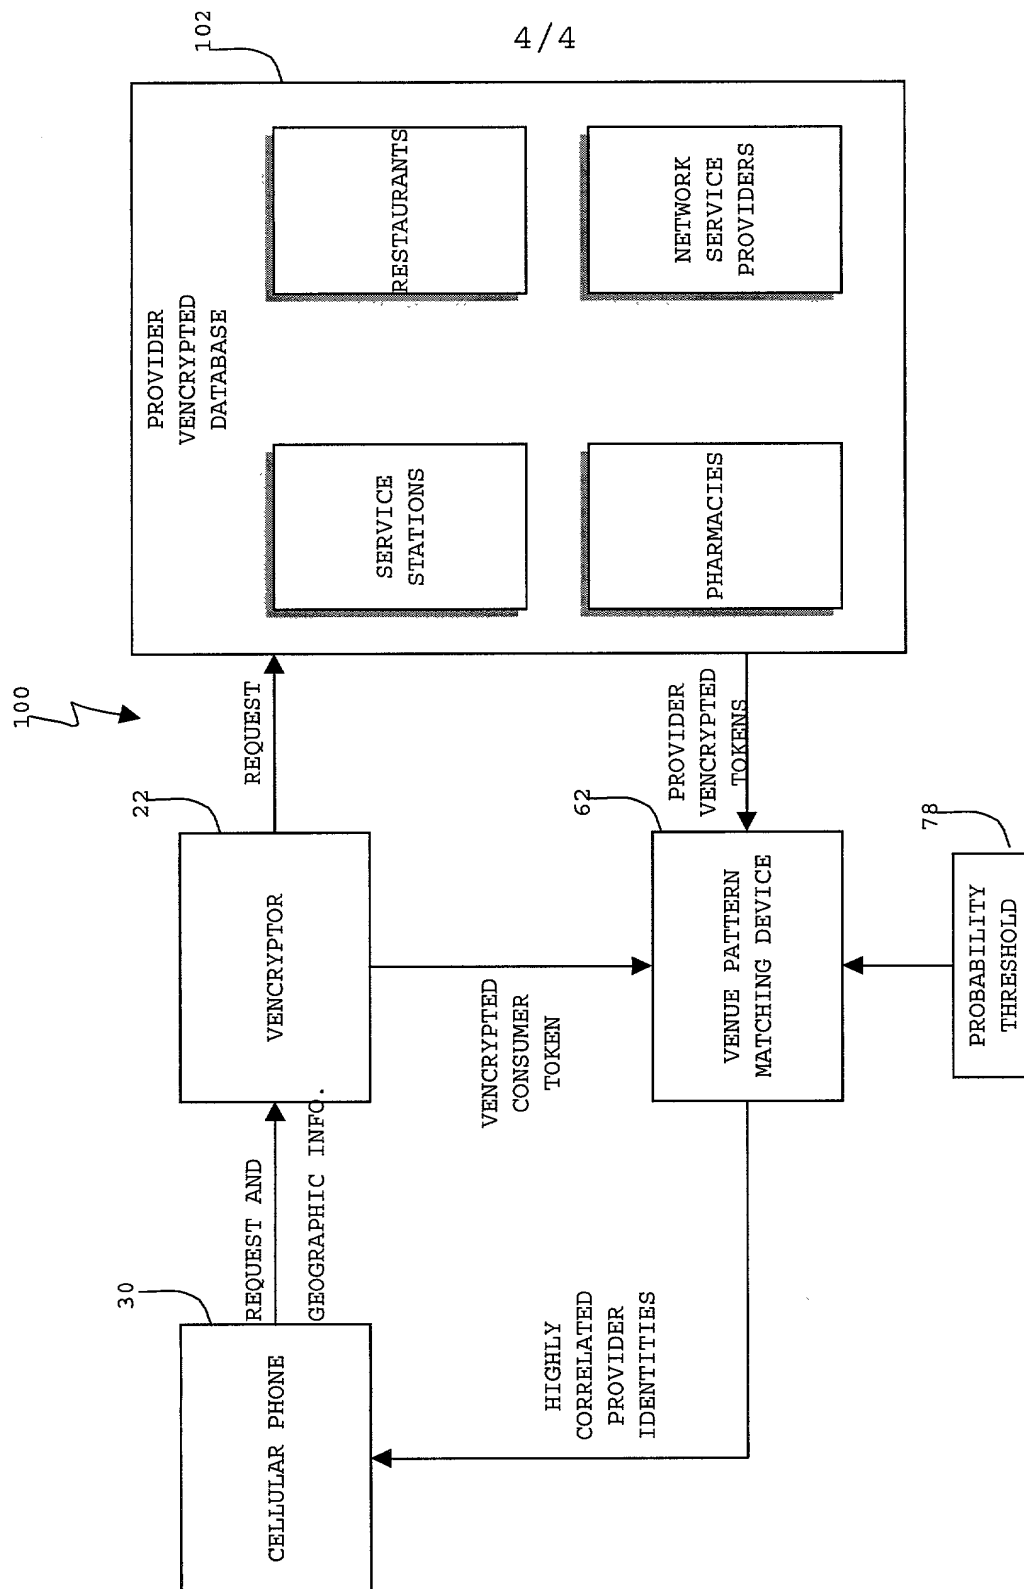 4/4
102
PROVIDER
VENCRYPTED
DATABASE
RESTAURANTS
NETWORK
SERVICE
PROVIDERS
SERVICE
STATIONS
PHARMACIES
100
REQUEST
PROVIDER
VENCRYPTED
TOKENS
22
VENCRYPTOR
62
VENUE PATTERN
MATCHING DEVICE
78
PROBABILITY
THRESHOLD
VENCRYPTED
CONSUMER
TOKEN
REQUEST AND
GEOGRAPHIC INFO.
30
CELLULAR PHONE
HIGHLY
CORRELATED
PROVIDER
IDENTITIES